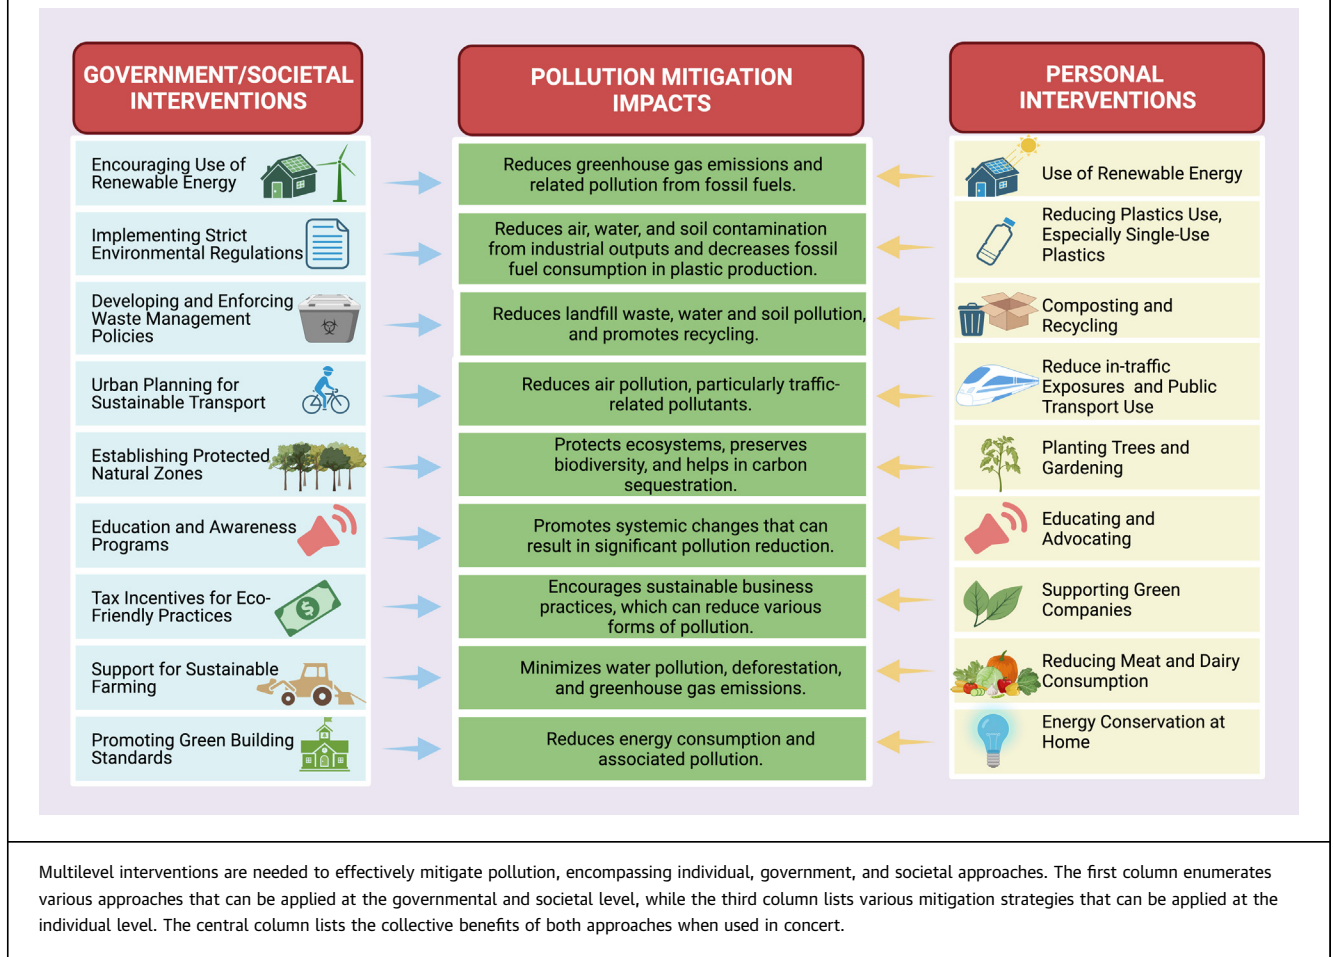 GOVERNMENT/SOCIETAL
INTERVENTIONS
POLLUTION MITIGATION
IMPACTS
PERSONAL
INTERVENTIONS
Encouraging Use of
Renewable Energy
Reduces greenhouse gas emissions and
related pollution from fossil fuels.
Use of Renewable Energy
Implementing Strict
Environmental Regulations
Reduces air, water, and soil contamination
from industrial outputs and decreases fossil
fuel consumption in plastic production.
Reducing Plastics Use,
Especially Single-Use
Plastics
Developing and Enforcing
Waste Management
Policies
Reduces landfill waste, water and soil pollution,
and promotes recycling.
Composting and
Recycling
Urban Planning for
Sustainable Transport
Reduces air pollution, particularly traffic-
related pollutants.
Reduce in-traffic
Exposures and Public
Transport Use
Establishing Protected
Natural Zones
Protects ecosystems, preserves
biodiversity, and helps in carbon
sequestration.
Planting Trees and
Gardening
Education and Awareness
Programs
Promotes systemic changes that can
result in significant pollution reduction.
Educating and
Advocating
Tax Incentives for Eco-
Friendly Practices
$
Encourages sustainable business
practices, which can reduce various
forms of pollution.
Supporting Green
Companies
Support for Sustainable
Farming
Minimizes water pollution, deforestation,
and greenhouse gas emissions.
Reducing Meat and Dairy
Consumption
Promoting Green Building
Standards
Reduces energy consumption and
associated pollution.
Energy Conservation at
Home
Multilevel interventions are needed to effectively mitigate pollution, encompassing individual, government, and societal approaches. The first column enumerates
various approaches that can be applied at the governmental and societal level, while the third column lists various mitigation strategies that can be applied at the
individual level. The central column lists the collective benefits of both approaches when used in concert.